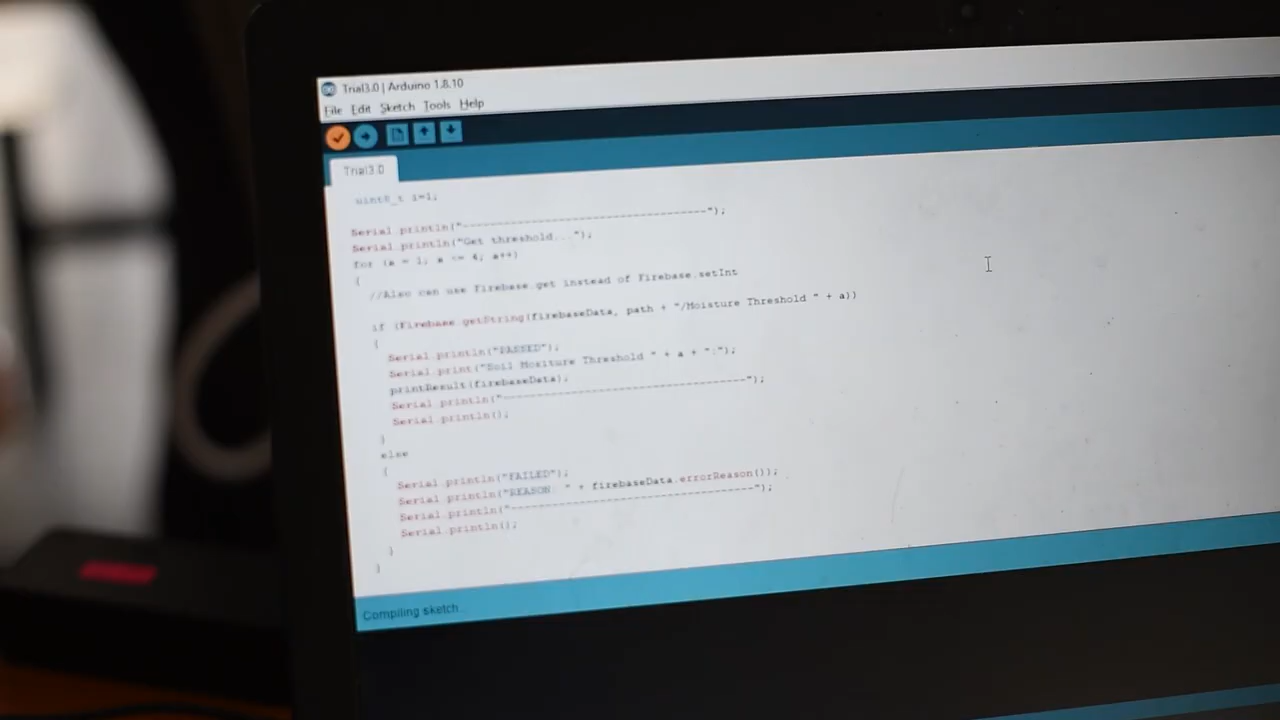 Trial3.0 | Arduino 1.8.10
File Edit Sketch Tools Help
Trial3.0
uint8_t i=1;
Serial.println("------------------------------------");
Serial.println("Get threshold...");
for (a = 1; a <= 4; a++)
{
//Also can use Firebase.get instead of Firebase.setInt
if (Firebase.getString(firebaseData, path + "/Moisture Threshold " + a))
{
Serial.println("PASSED");
Serial.print("Soil Mositure Threshold " + a + ":");
printResult(firebaseData);
Serial.println("------------------------------------");
Serial.println();
}
else
{
Serial.println("FAILED");
Serial.println("REASON: " + firebaseData.errorReason());
Serial.println("------------------------------------");
Serial.println();
}
}
Compiling sketch...